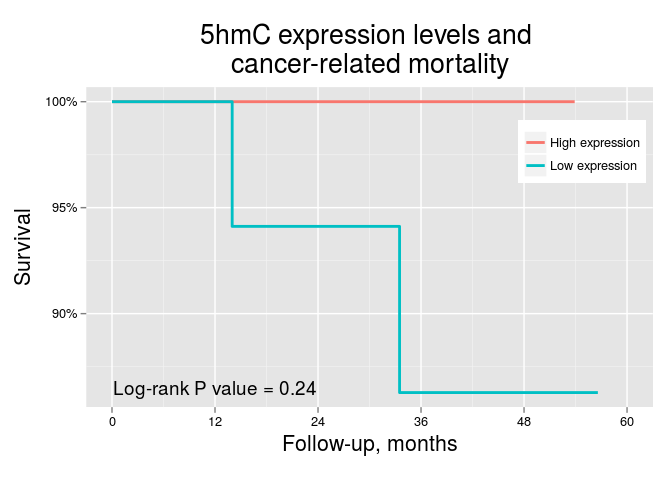 5hmC expression levels and
cancer-related mortality
100%
95%
90%
Survival
High expression
Low expression
Log-rank P value = 0.24
0 12 24 36 48 60
Follow-up, months